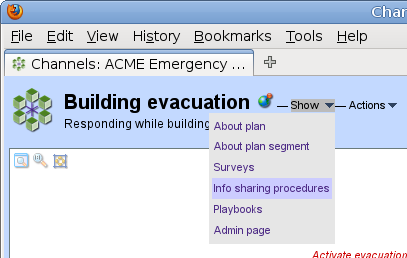 Chan
File Edit View History Bookmarks Tools Help
Channels: ACME Emergency ...
Building evacuation — Show — Actions
Responding while building
About plan
About plan segment
Surveys
Info sharing procedures
Playbooks
Admin page
Activate evacuation